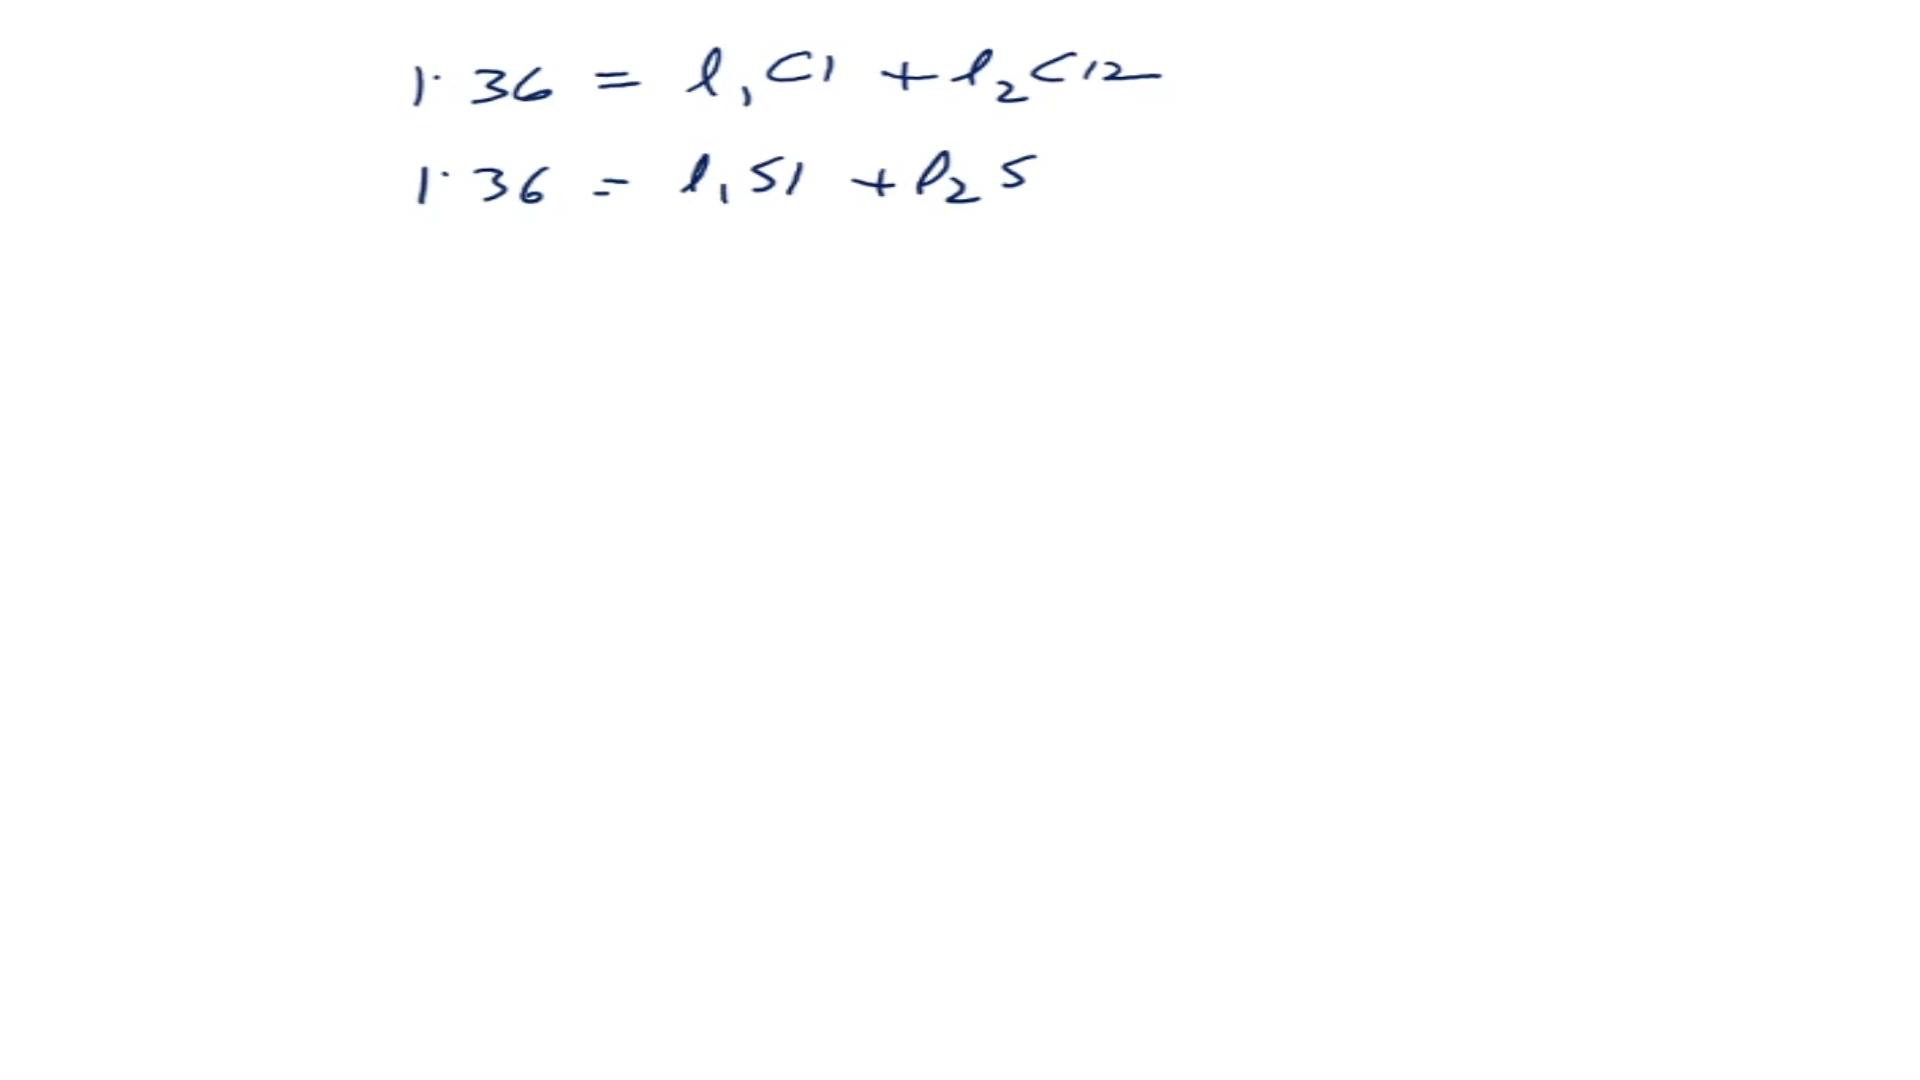 1.36 = l₁C1 + l₂C12
1.36 = l₁S1 + l₂S